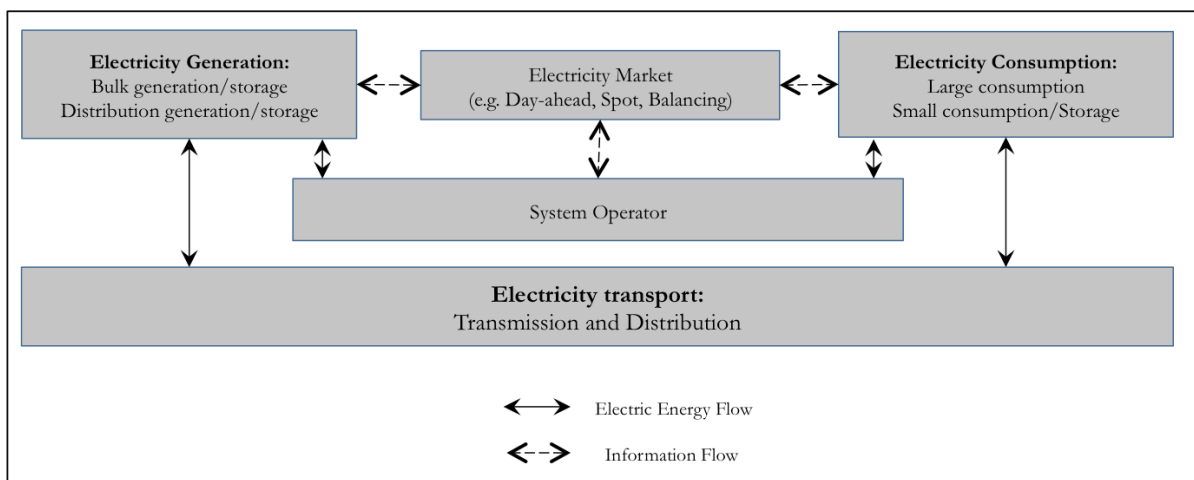 Electricity Generation:
Bulk generation/storage
Distribution generation/storage
Electricity Market
(e.g. Day-ahead, Spot, Balancing)
Electricity Consumption:
Large consumption
Small consumption/Storage
System Operator
Electricity transport:
Transmission and Distribution
Electric Energy Flow
Information Flow